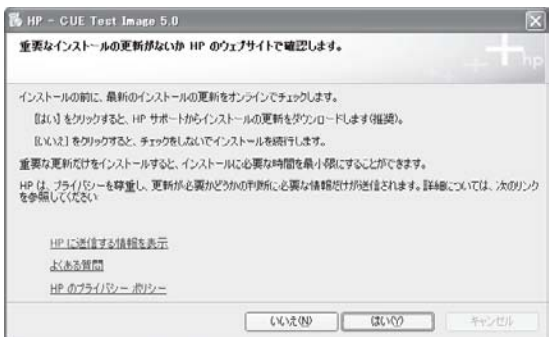 HP - CUE Test Image 5.0
重要なインストールの更新がないか HP のウェブサイトで確認します。
hp
インストールの前に、最新のインストールの更新をオンラインでチェックします。
[はい] をクリックすると、HP サポートからインストールの更新をダウンロードします(推奨)。
[いいえ] をクリックすると、チェックをしないでインストールを続行します。
重要な更新だけをインストールすると、インストールに必要な時間を最小限にすることができます。
HP は、プライバシーを尊重し、更新が必要かどうかの判断に必要な情報だけが送信されます。詳細については、次のリンク
を参照してください
HP に送信する情報を表示
よくある質問
HP のプライバシー ポリシー
いいえ(N) はい(Y) キャンセル